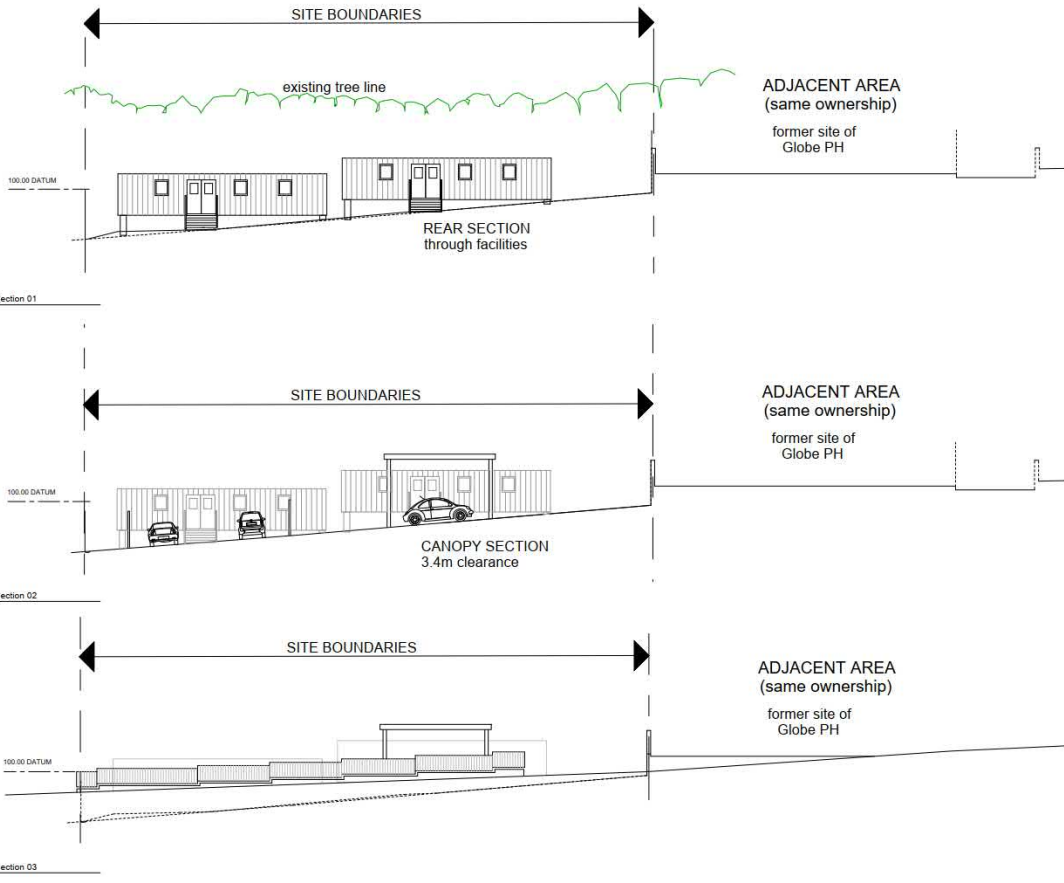 SITE BOUNDARIES
existing tree line
ADJACENT AREA
(same ownership)
former site of
Globe PH
100.00 DATUM
REAR SECTION
through facilities
ection 01
SITE BOUNDARIES
ADJACENT AREA
(same ownership)
former site of
Globe PH
100.00 DATUM
CANOPY SECTION
3.4m clearance
ection 02
SITE BOUNDARIES
ADJACENT AREA
(same ownership)
former site of
Globe PH
100.00 DATUM
ection 03